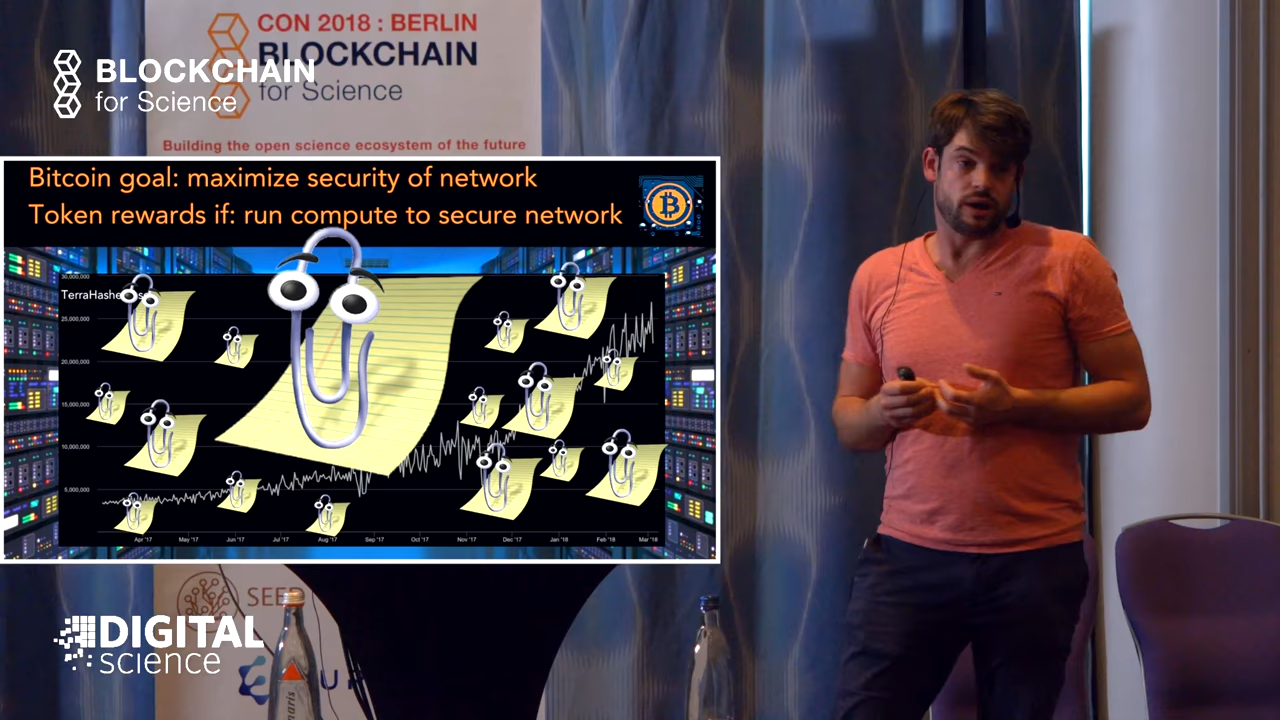 CON 2018 : BERLIN
BLOCKCHAIN
for Science
Building the open science ecosystem of the future
BLOCKCHAIN
for Science
Bitcoin goal: maximize security of network
Token rewards if: run compute to secure network
B
30,000,000
TerraHashe
25,000,000
20,000,000
15,000,000
10,000,000
5,000,000
Apr '17 May '17 Jun '17 Jul '17 Aug '17 Sep '17 Oct '17 Nov '17 Dec '17 Jan '18 Feb '18 Mar '18
SEE
DIGITAL
science